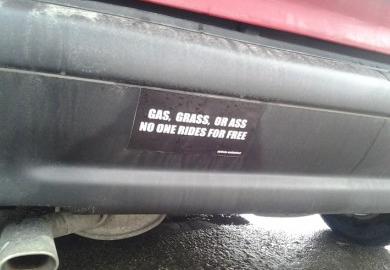 GAS, GRASS, OR ASS
NO ONE RIDES FOR FREE